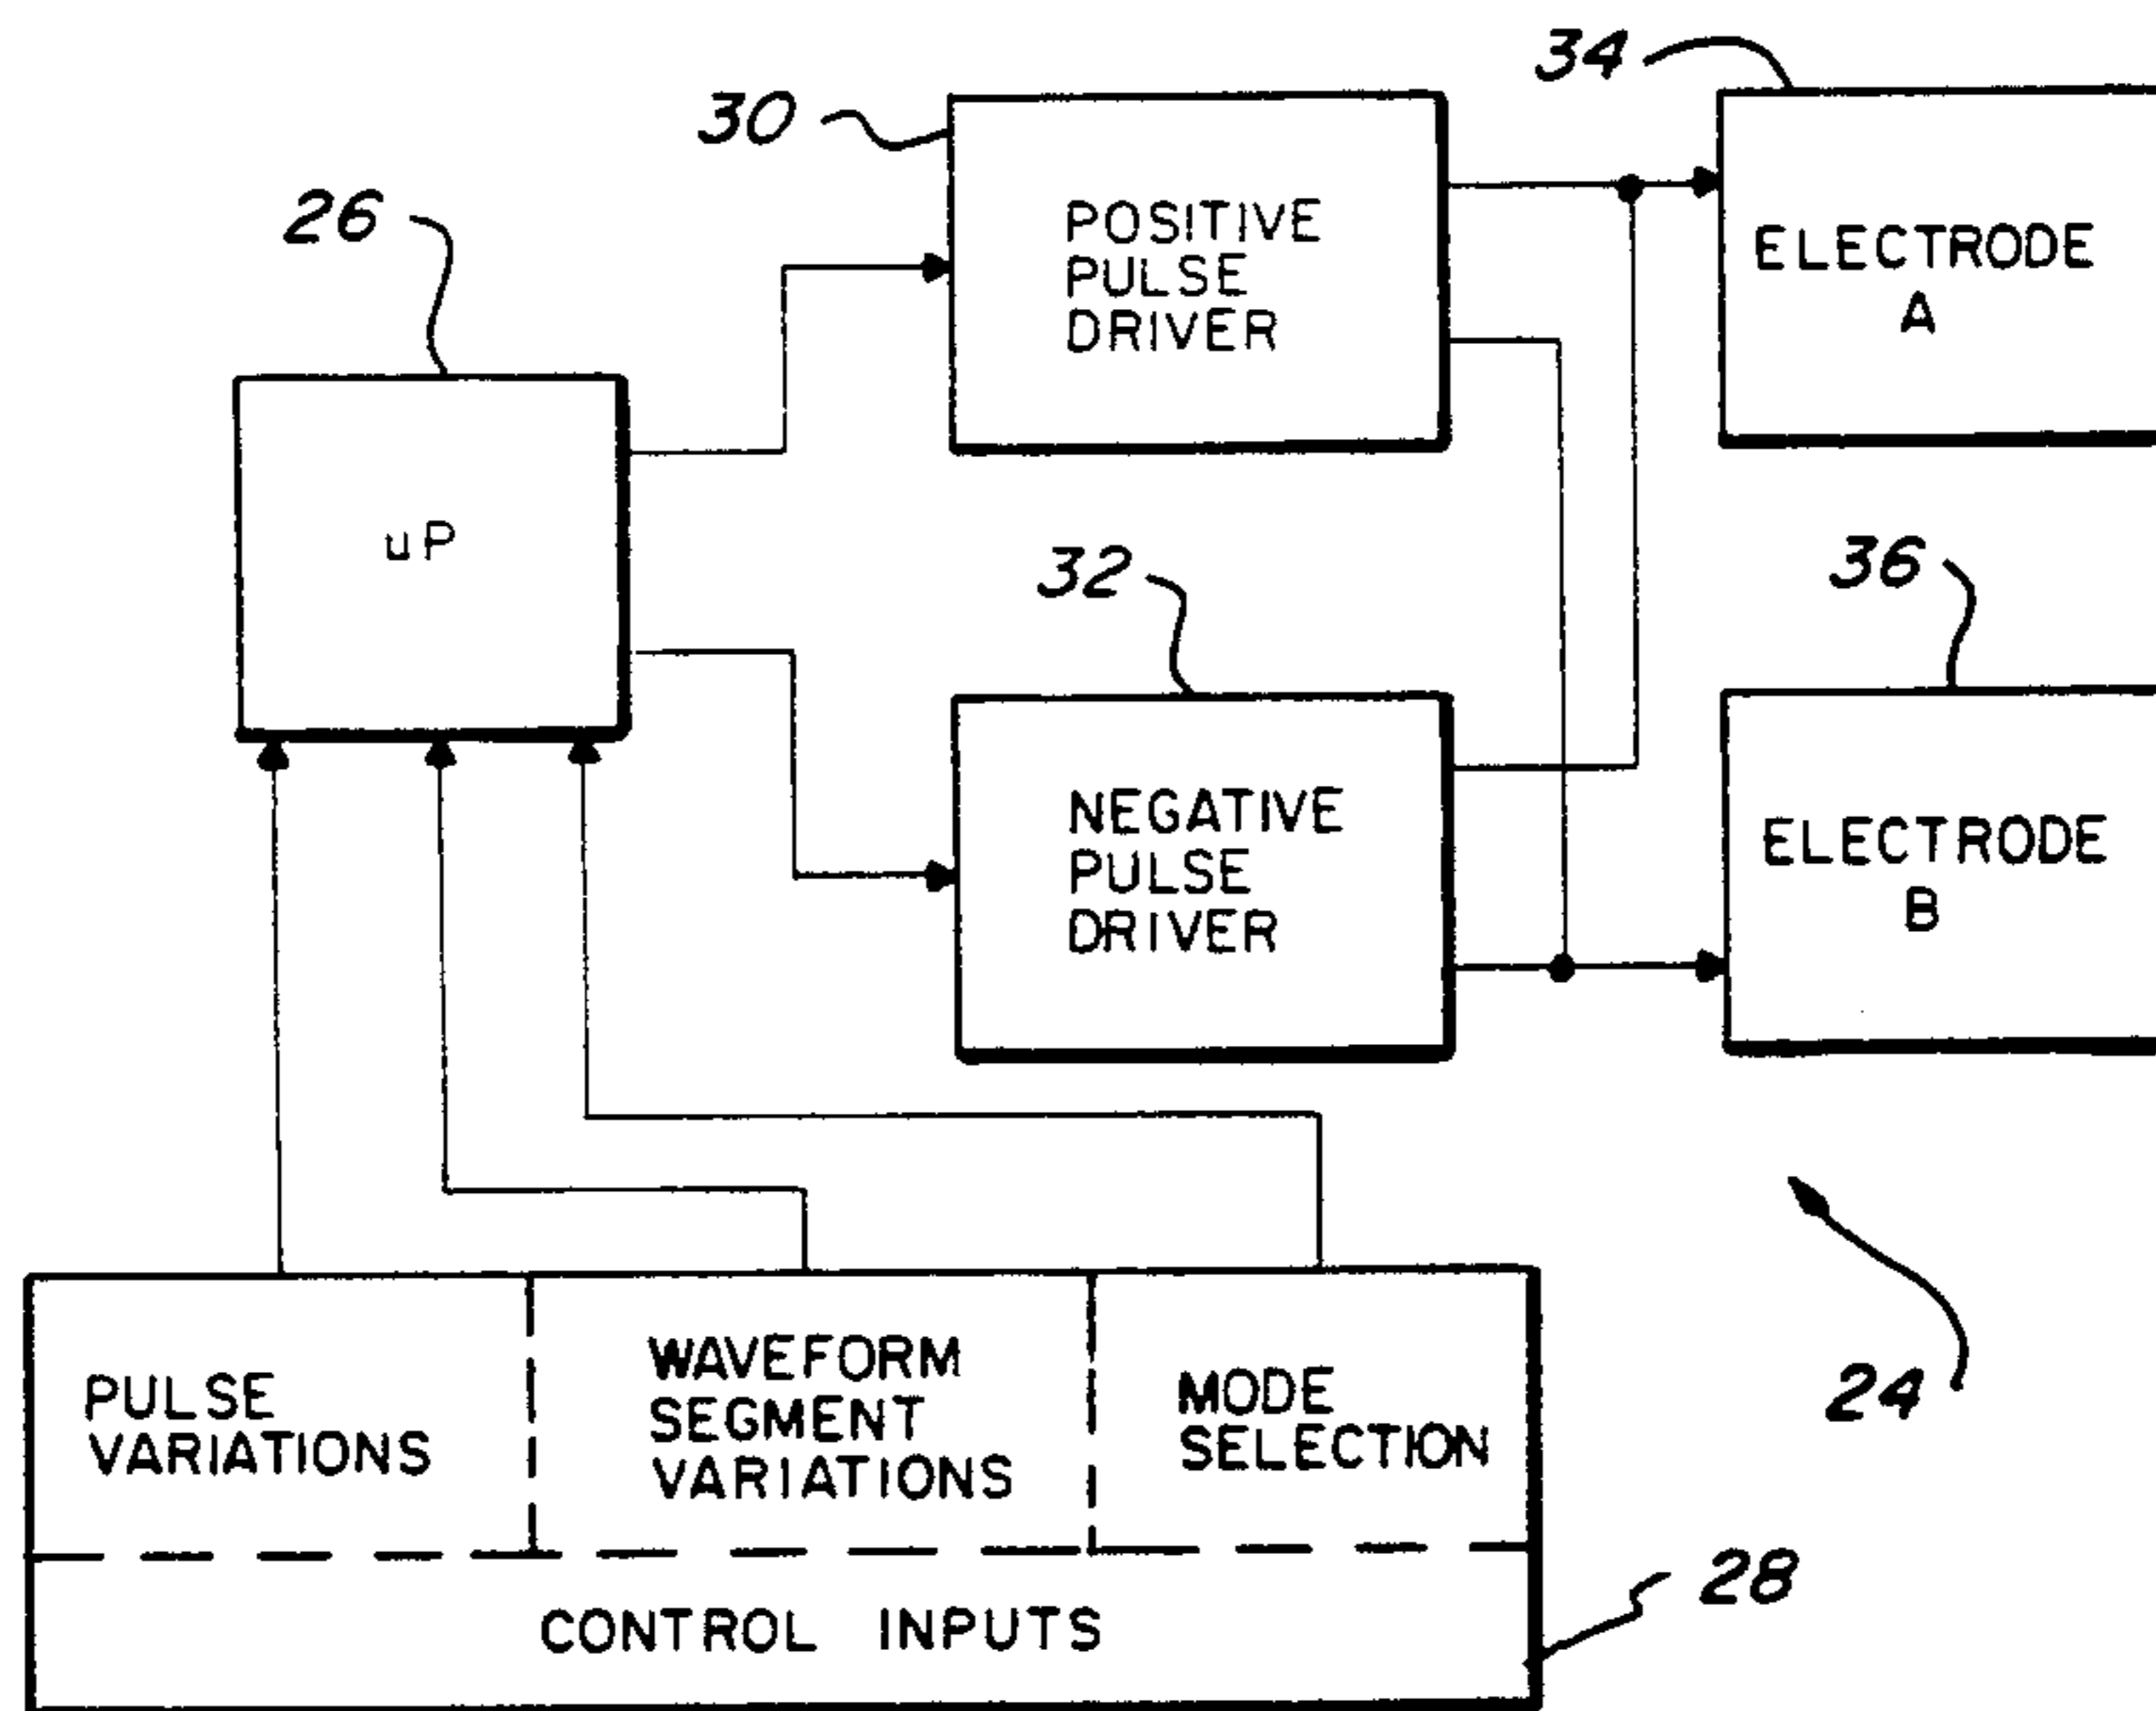 34
30
26
POSITIVE
PULSE
DRIVER
ELECTRODE
A
uP
32
36
NEGATIVE
PULSE
DRIVER
ELECTRODE
B
24
PULSE
VARIATIONS
WAVEFORM
SEGMENT
VARIATIONS
MODE
SELECTION
28
CONTROL INPUTS